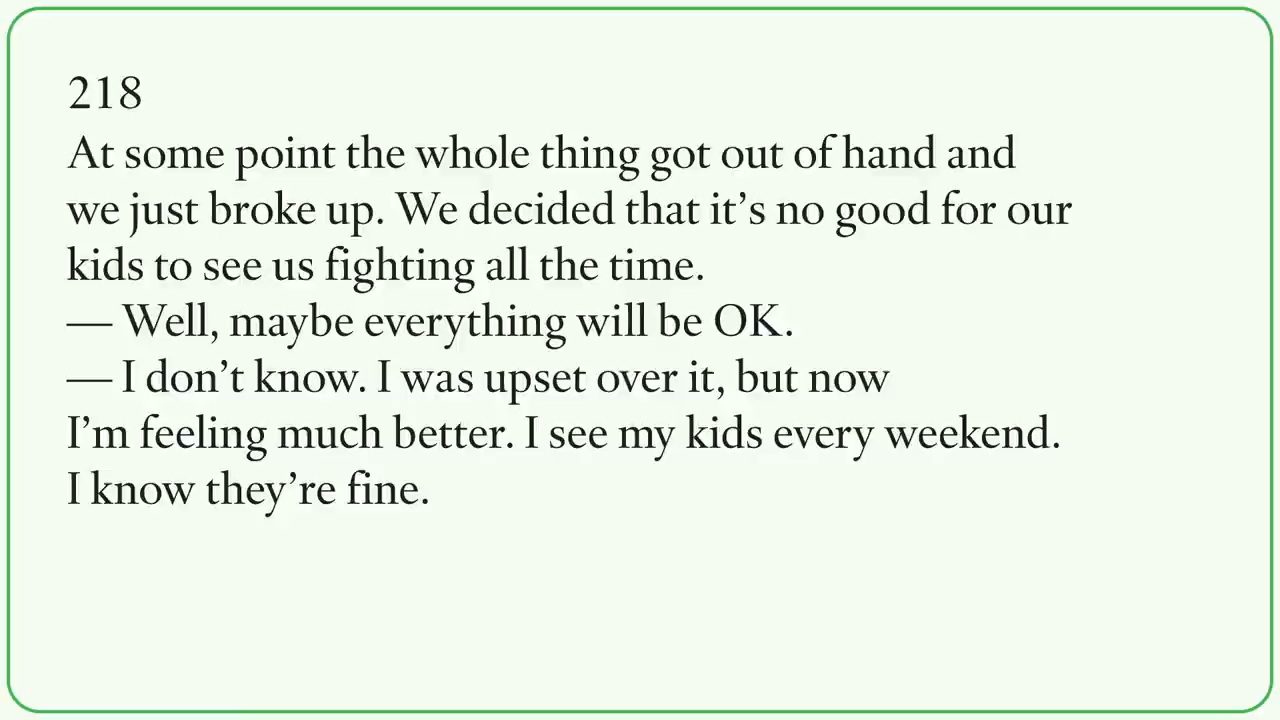 218
At some point the whole thing got out of hand and
we just broke up. We decided that it’s no good for our
kids to see us fighting all the time.
— Well, maybe everything will be OK.
— I don’t know. I was upset over it, but now
I’m feeling much better. I see my kids every weekend.
I know they’re fine.